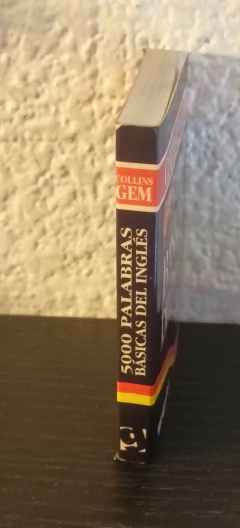 COLLINS
GEM
5000 PALABRAS
BÁSICAS DEL INGLÉS